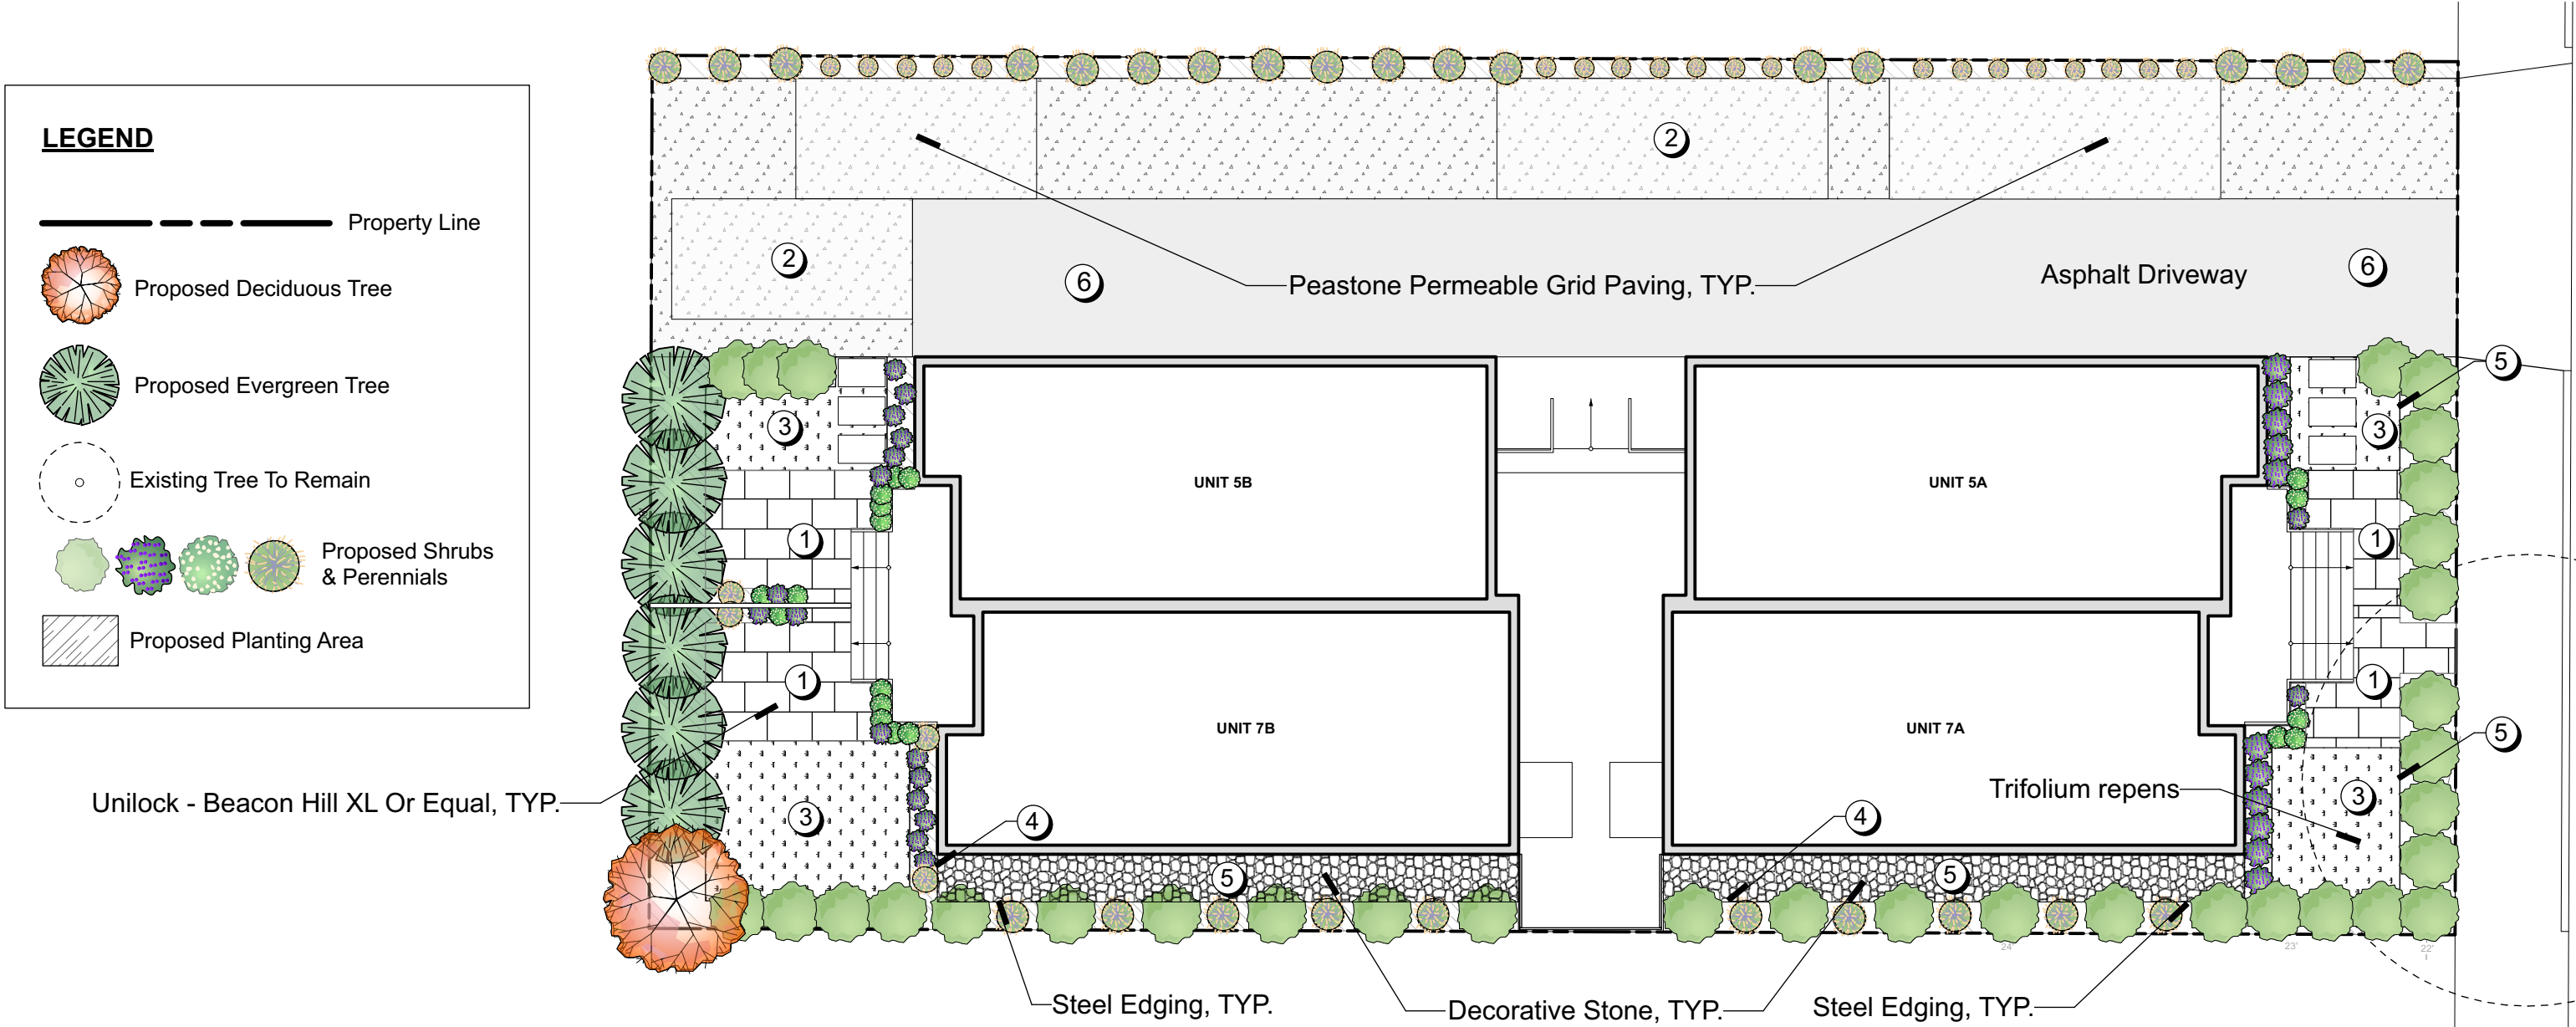 LEGEND
Property Line
Proposed Deciduous Tree
Proposed Evergreen Tree
Existing Tree To Remain
Proposed Shrubs
& Perennials
Proposed Planting Area
2
2
6
Peastone Permeable Grid Paving, TYP.
Asphalt Driveway
6
5
3
3
UNIT 5B
UNIT 5A
1
1
1
1
UNIT 7B
UNIT 7A
5
Unilock - Beacon Hill XL Or Equal, TYP.
3
4
4
Trifolium repens
3
5
5
24'
23'
22'
Steel Edging, TYP.
Decorative Stone, TYP.
Steel Edging, TYP.